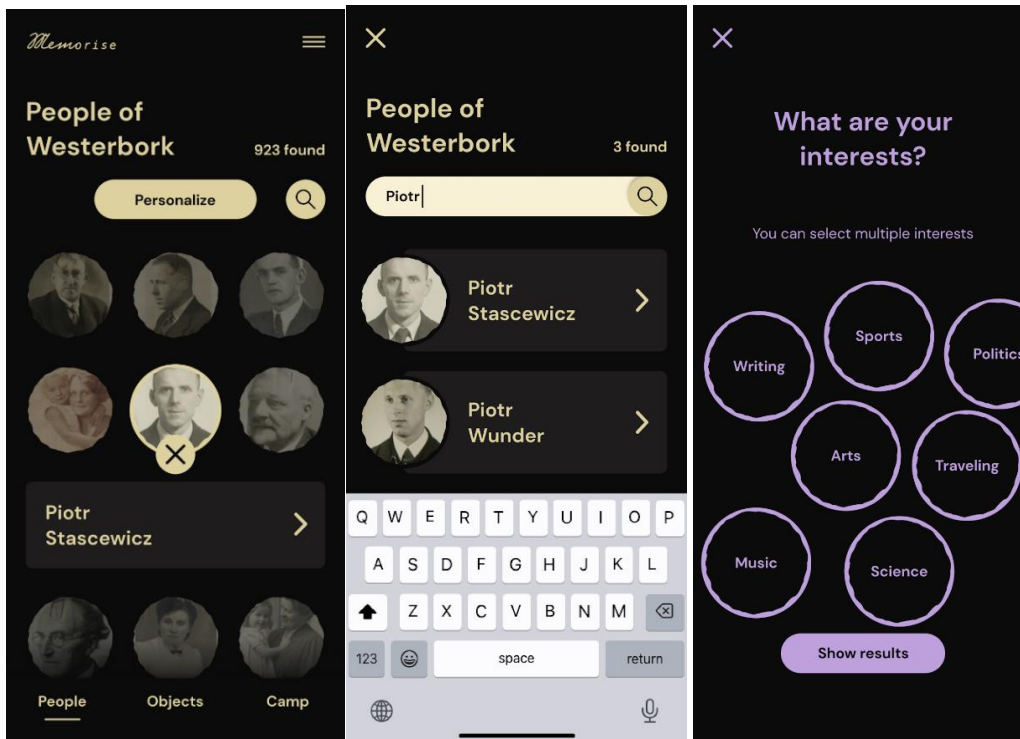 Memorise
People of
Westerbork
923 found
Personalize
Piotr
Stascewicz
People
Objects
Camp
People of
Westerbork
3 found
Piotr
Piotr
Stascewicz
Piotr
Wunder
Q W E R T Y U I O P
A S D F G H J K L
Z X C V B N M
123
space
return
What are your
interests?
You can select multiple interests
Sports
Writing
Politics
Arts
Traveling
Music
Science
Show results